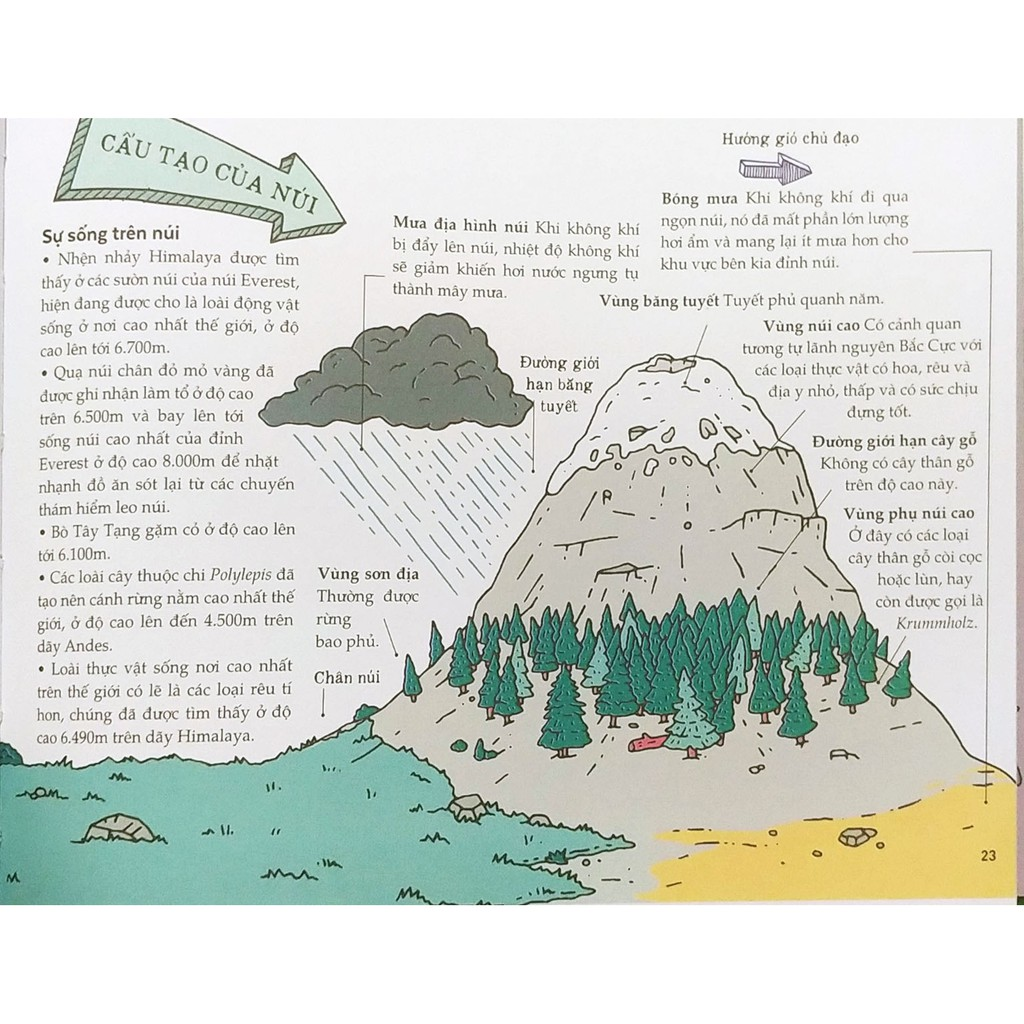 CẤU TẠO CỦA NÚI
Sự sống trên núi
• Nhện nhảy Himalaya được tìm
thấy ở các sườn núi của núi Everest,
hiện đang được cho là loài động vật
sống ở nơi cao nhất thế giới, ở độ
cao lên tới 6.700m.
• Quạ núi chân đỏ mỏ vàng đã
được ghi nhận làm tổ ở độ cao
trên 6.500m và bay lên tới
sống núi cao nhất của đỉnh
Everest ở độ cao 8.000m để nhặt
nhạnh đồ ăn sót lại từ các chuyến
thám hiểm leo núi.
• Bò Tây Tạng gặm cỏ ở độ cao lên
tới 6.100m.
• Các loài cây thuộc chi Polylepis đã
tạo nên cánh rừng nằm cao nhất thế
giới, ở độ cao lên đến 4.500m trên
dãy Andes.
• Loài thực vật sống nơi cao nhất
trên thế giới có lẽ là các loại rêu tí
hon, chúng đã được tìm thấy ở độ
cao 6.490m trên dãy Himalaya.
Mưa địa hình núi Khi không khí
bị đẩy lên núi, nhiệt độ không khí
sẽ giảm khiến hơi nước ngưng tụ
thành mây mưa.
Hướng gió chủ đạo
Bóng mưa Khi không khí đi qua
ngọn núi, nó đã mất phần lớn lượng
hơi ẩm và mang lại ít mưa hơn cho
khu vực bên kia đỉnh núi.
Vùng băng tuyết Tuyết phủ quanh năm.
Đường giới
hạn băng
tuyết
Vùng núi cao Có cảnh quan
tương tự lãnh nguyên Bắc Cực với
các loại thực vật có hoa, rêu và
địa y nhỏ, thấp và có sức chịu
đựng tốt.
Đường giới hạn cây gỗ
Không có cây thân gỗ
trên độ cao này.
Vùng phụ núi cao
Ở đây có các loại
cây thân gỗ còi cọc
hoặc lùn, hay
còn được gọi là
Krummholz.
Vùng sơn địa
Thường được
rừng
bao phủ.
Chân núi
23